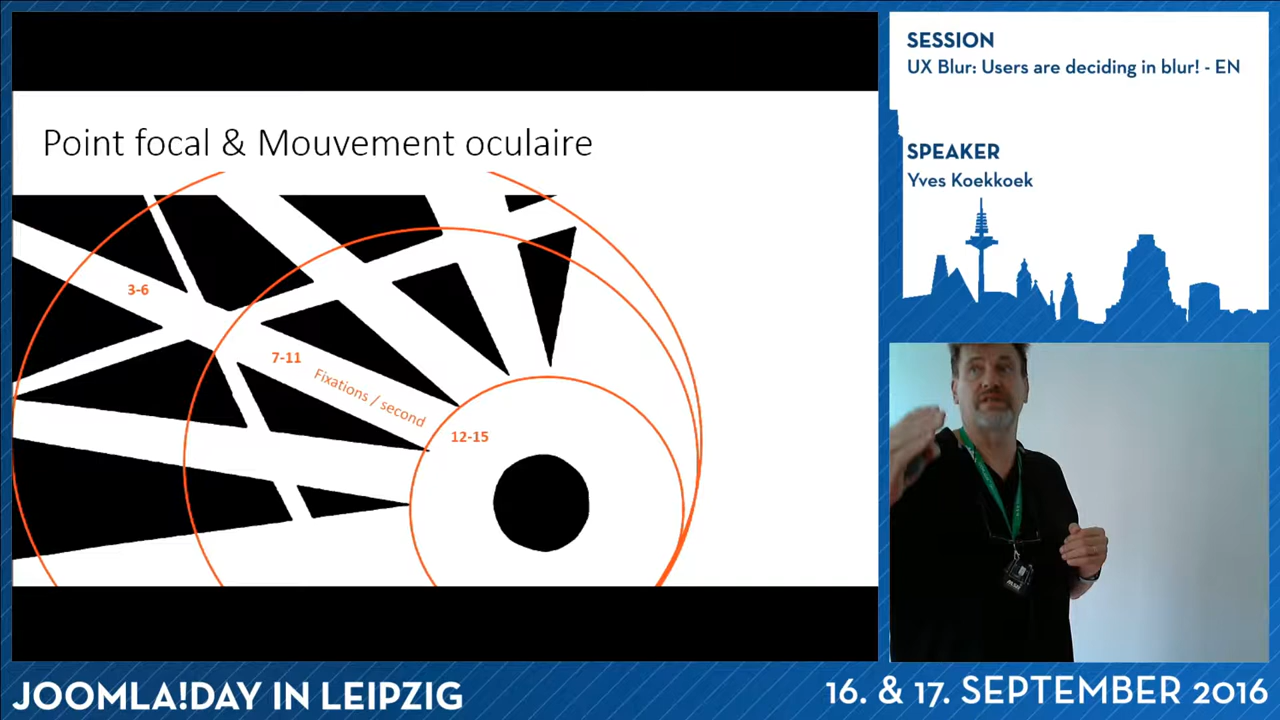 SESSION
UX Blur: Users are deciding in blur! - EN
SPEAKER
Yves Koekkoek
Point focal & Mouvement oculaire
3-6
7-11
Fixations / second
12-15
JOOMLA!DAY IN LEIPZIG
16. & 17. SEPTEMBER 2016